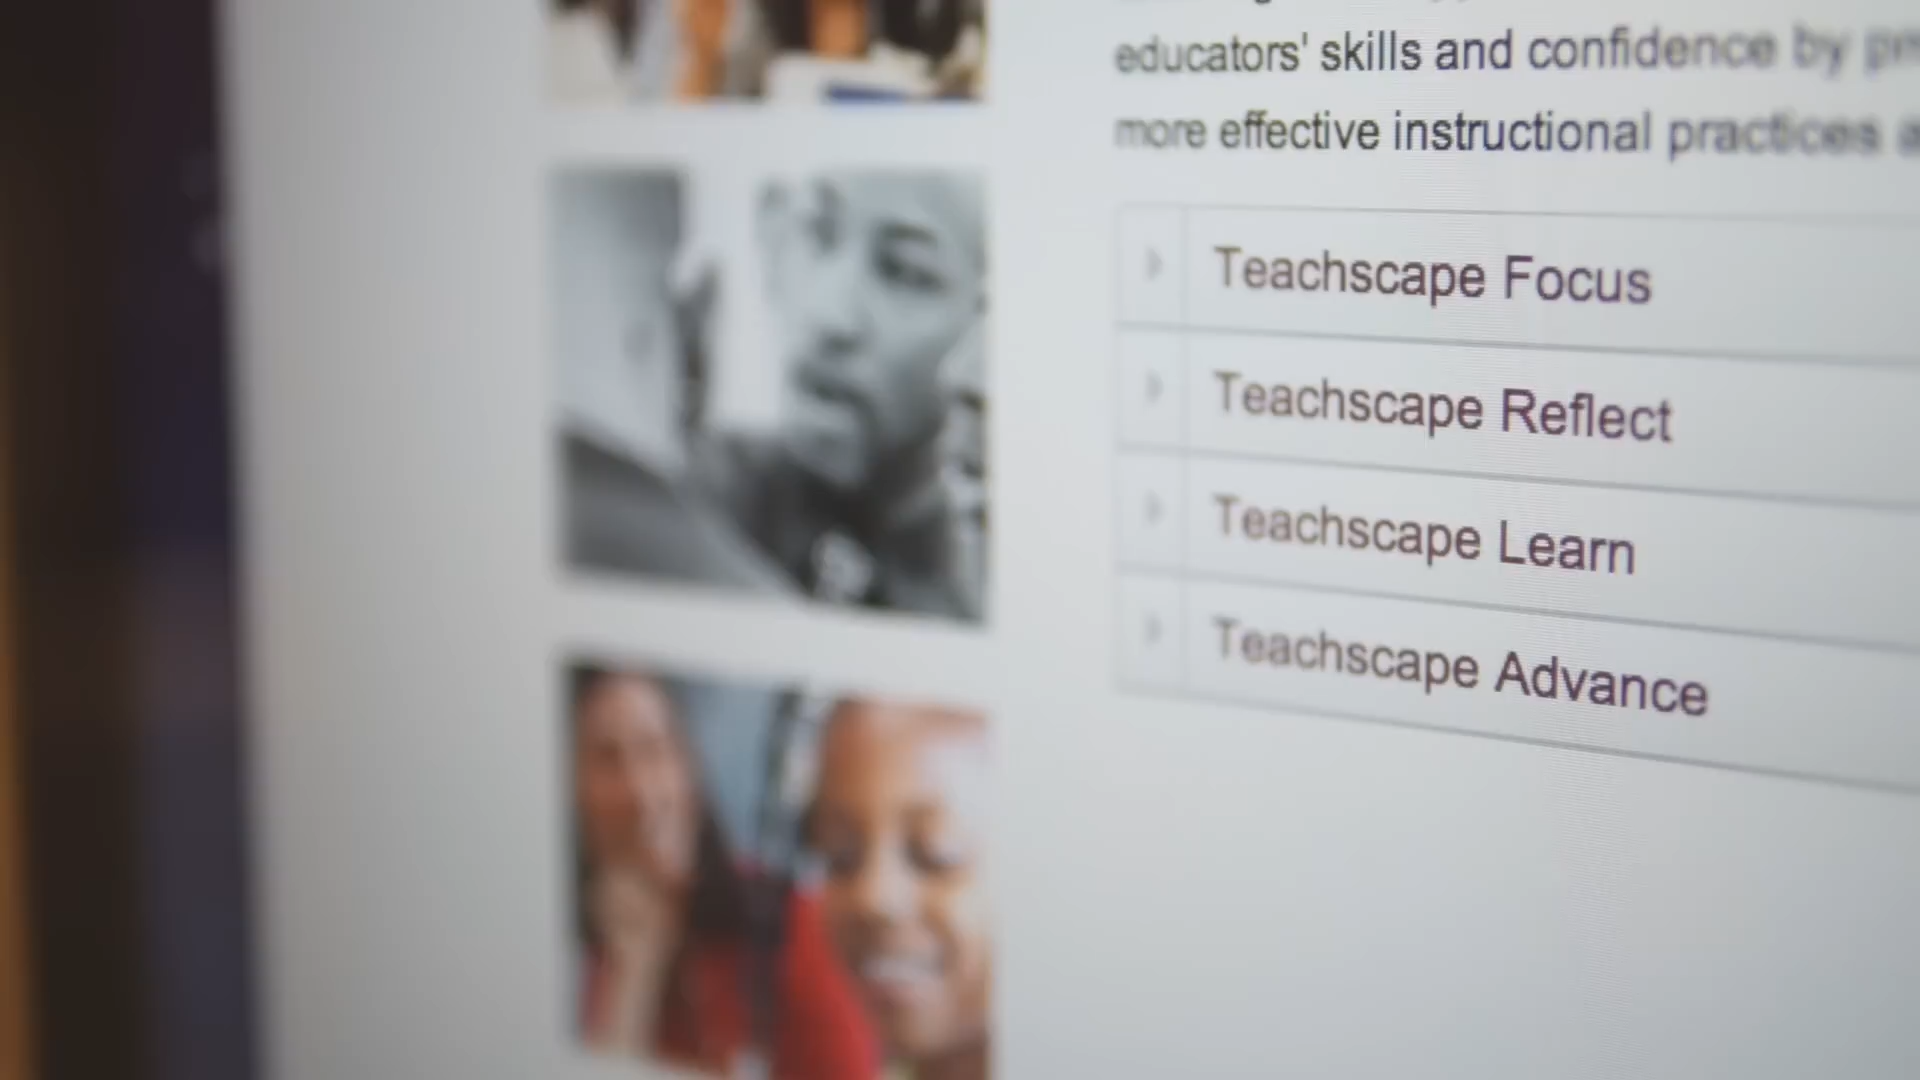 educators' skills and confidence by
more effective instructional practices
Teachscape Focus
Teachscape Reflect
Teachscape Learn
Teachscape Advance